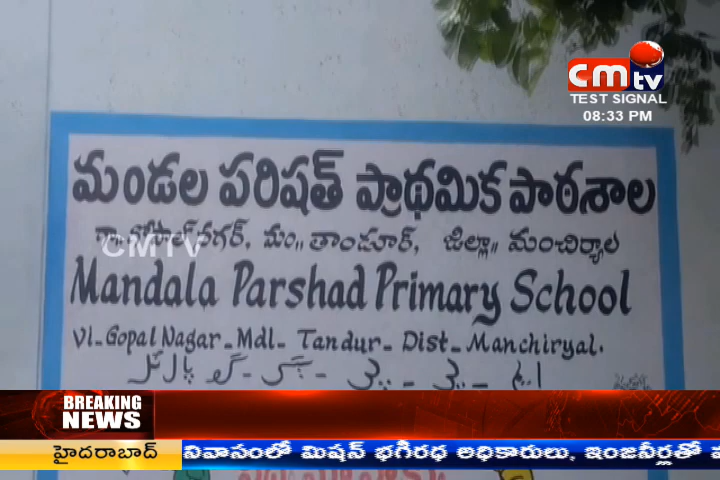 cmtv
TEST SIGNAL
08:33 PM
మండల పరిషత్ ప్రాథమిక పాఠశాల
గ్రా,, గోపాల్ నగర్, మం,, తాండూర్, జిల్లా,, మంచిర్యాల
CMTV
Mandala Parshad Primary School
Vl-Gopal Nagar-Mdl- Tandur- Dist- Manchiryal.
BREAKING
NEWS
హైదరాబాద్ నివాసంలో మిషన్ భగీరథ అధికారులు, ఇంజనీర్లతో